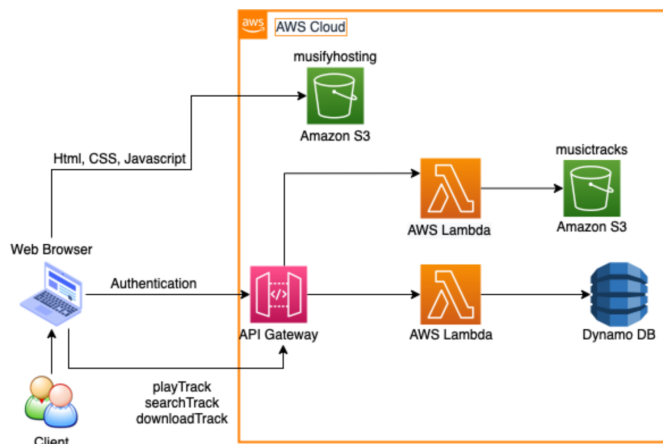 aws
AWS Cloud
musifyhosting
Amazon S3
Html, CSS, Javascript
musictracks
AWS Lambda
Amazon S3
Web Browser
Authentication
API Gateway
AWS Lambda
Dynamo DB
playTrack
searchTrack
downloadTrack
Client